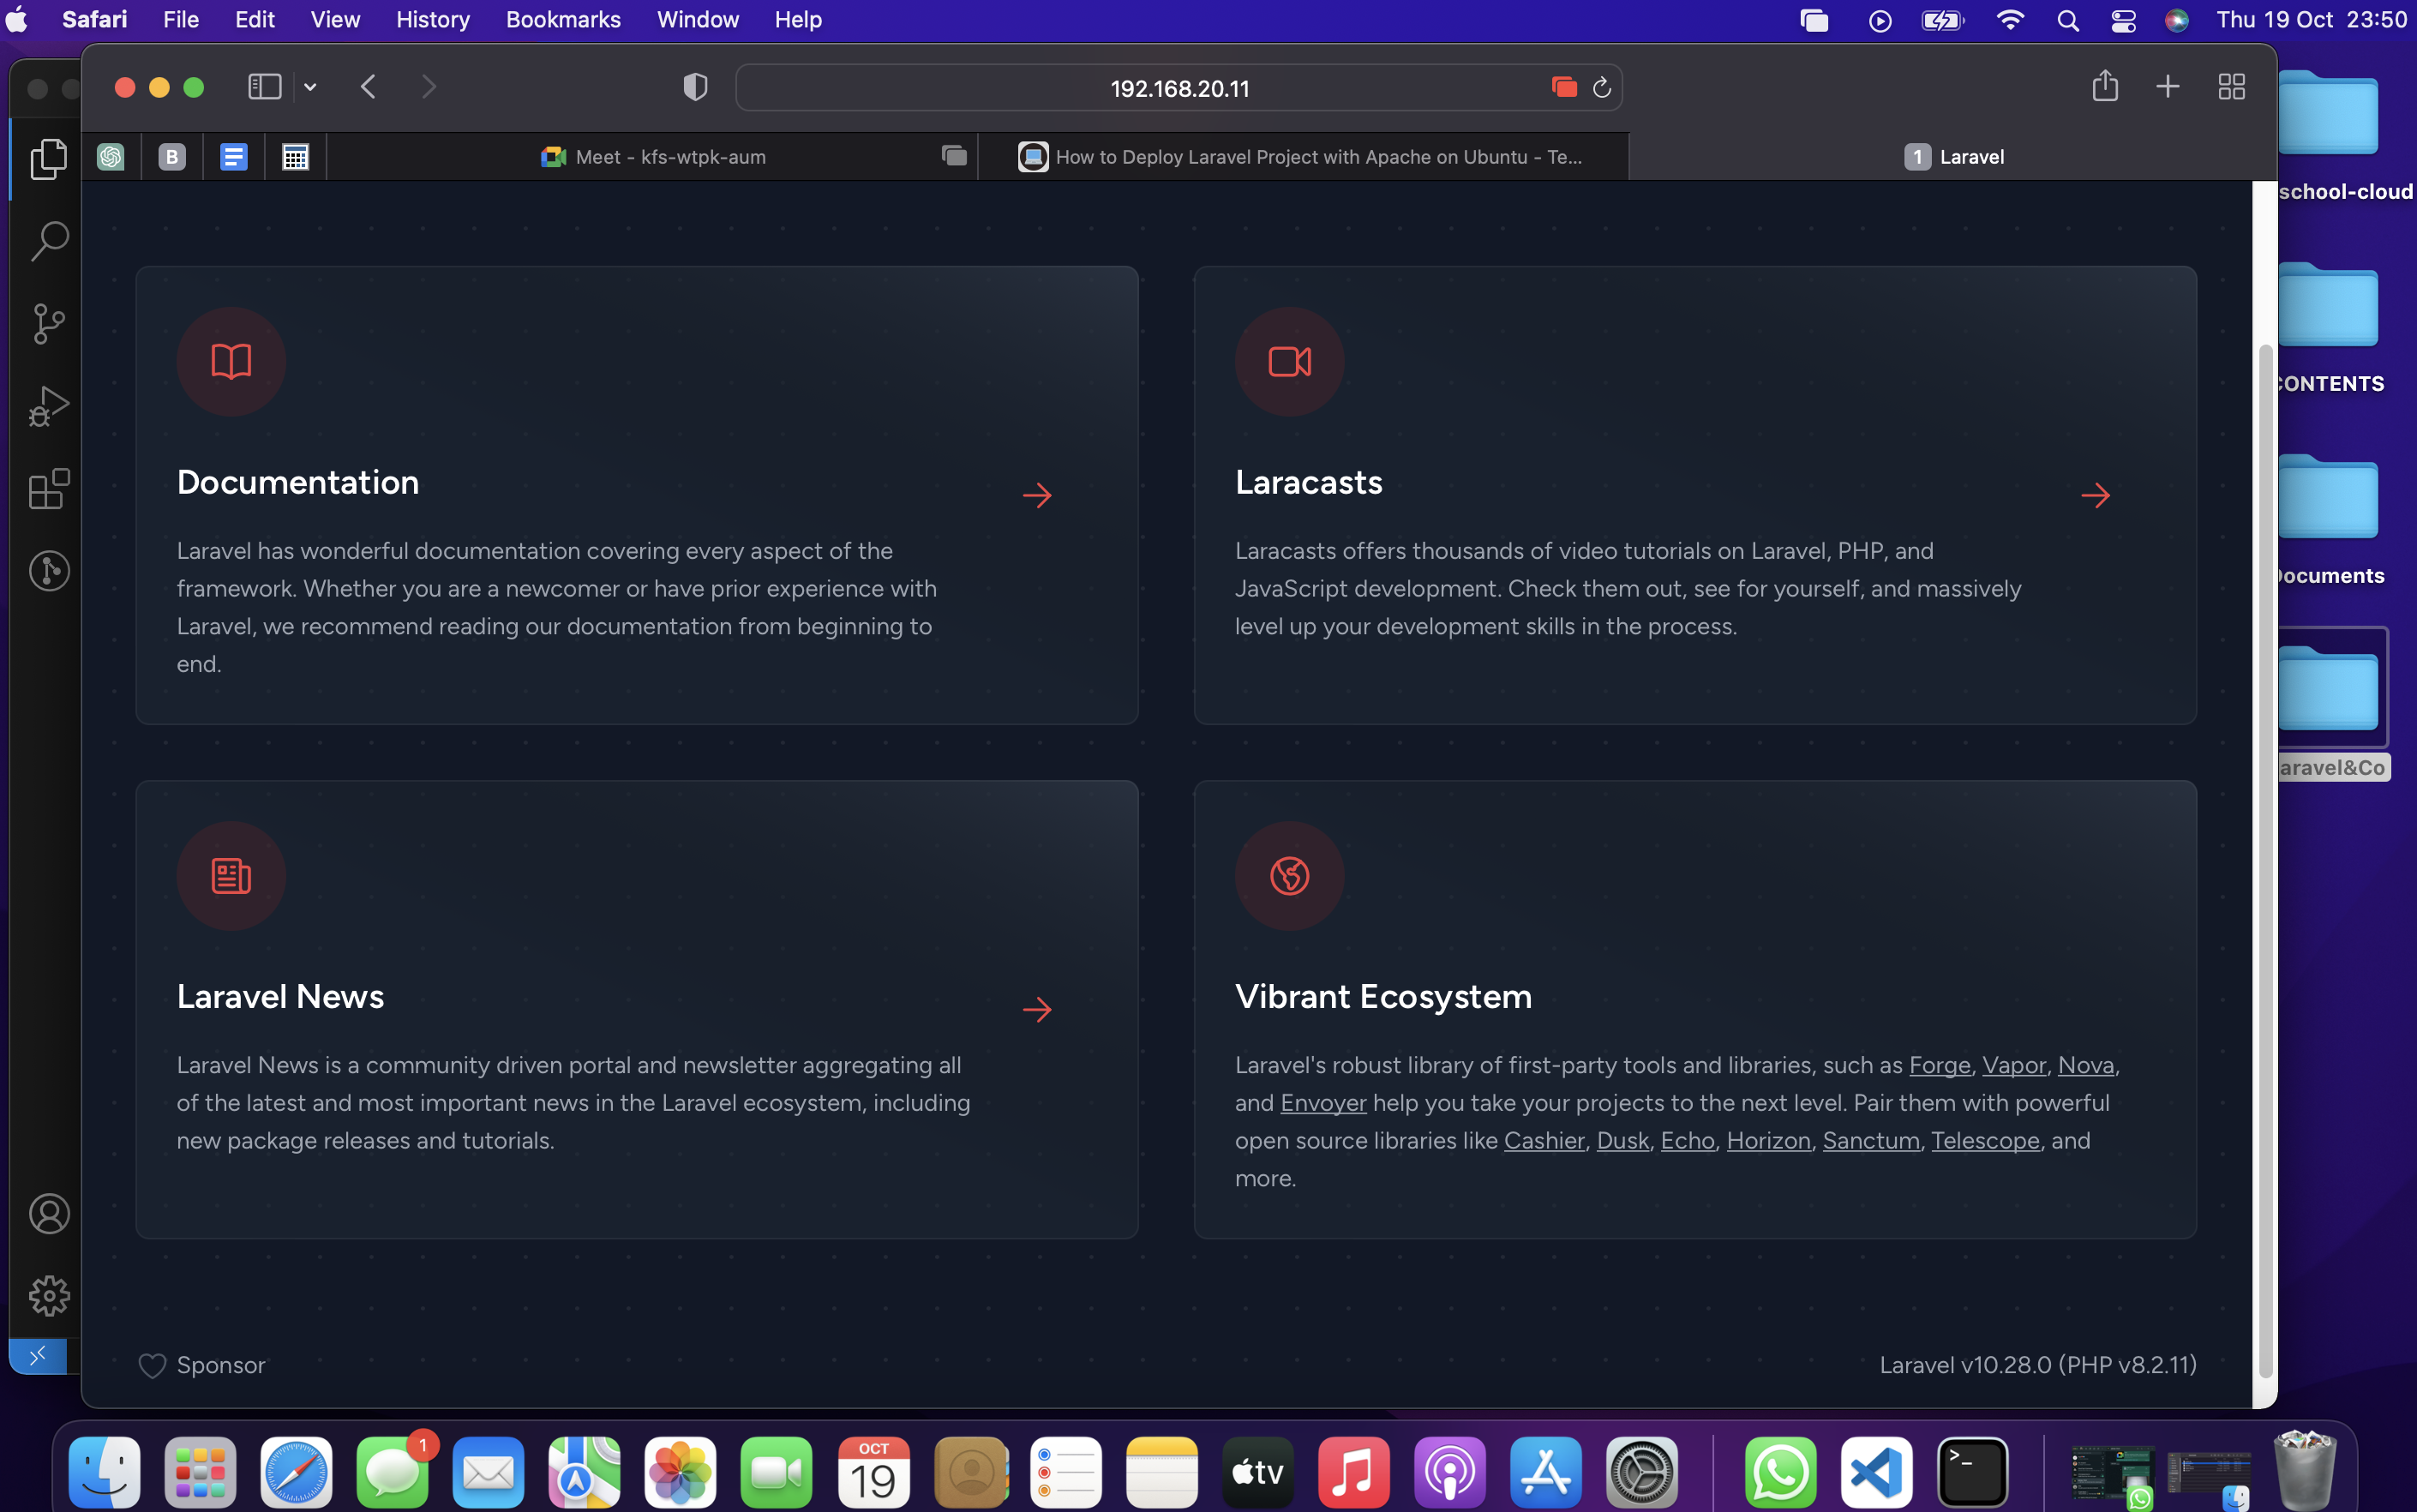 Safari File Edit View History Bookmarks Window Help Thu 19 Oct 23:50
192.168.20.11
B Meet - kfs-wtpk-aum How to Deploy Laravel Project with Apache on Ubuntu - Te... 1 Laravel
school-cloud
CONTENTS
Documents
aravel&Co
Documentation
Laravel has wonderful documentation covering every aspect of the
framework. Whether you are a newcomer or have prior experience with
Laravel, we recommend reading our documentation from beginning to
end.
Laracasts
Laracasts offers thousands of video tutorials on Laravel, PHP, and
JavaScript development. Check them out, see for yourself, and massively
level up your development skills in the process.
Laravel News
Laravel News is a community driven portal and newsletter aggregating all
of the latest and most important news in the Laravel ecosystem, including
new package releases and tutorials.
Vibrant Ecosystem
Laravel's robust library of first-party tools and libraries, such as Forge, Vapor, Nova,
and Envoyer help you take your projects to the next level. Pair them with powerful
open source libraries like Cashier, Dusk, Echo, Horizon, Sanctum, Telescope, and
more.
Sponsor
Laravel v10.28.0 (PHP v8.2.11)
1
OCT
19
tv